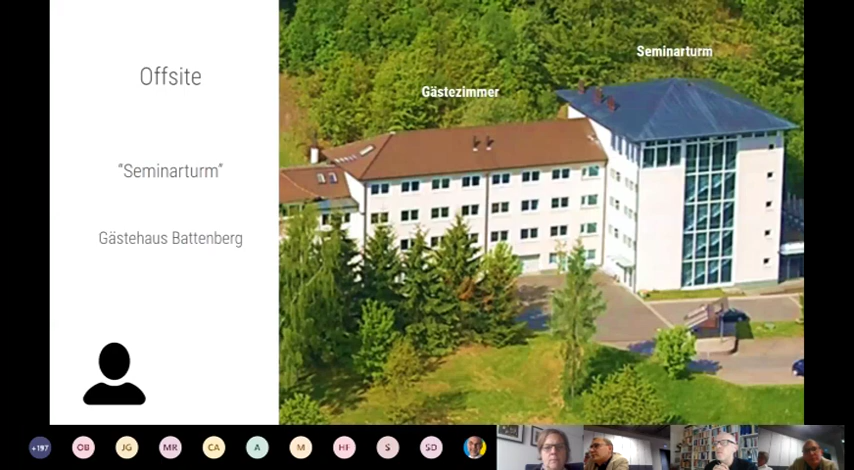 Offsite
“Seminarturm”
Gästehaus Battenberg
Gästezimmer
Seminarturm
+197
OB
JG
MR
CA
A
M
HF
S
SD